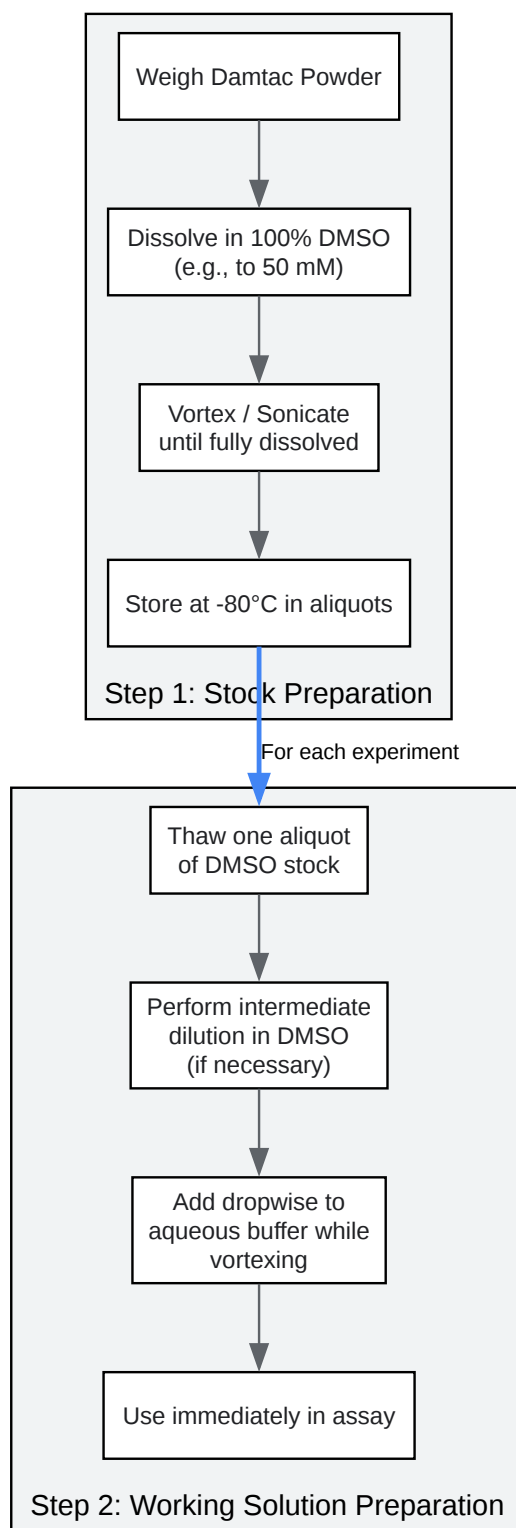 Weigh Damtac Powder
Dissolve in 100% DMSO
(e.g., to 50 mM)
Vortex / Sonicate
until fully dissolved
Store at -80°C in aliquots
Step 1: Stock Preparation
For each experiment
Thaw one aliquot
of DMSO stock
Perform intermediate
dilution in DMSO
(if necessary)
Add dropwise to
aqueous buffer while
vortexing
Use immediately in assay
Step 2: Working Solution Preparation